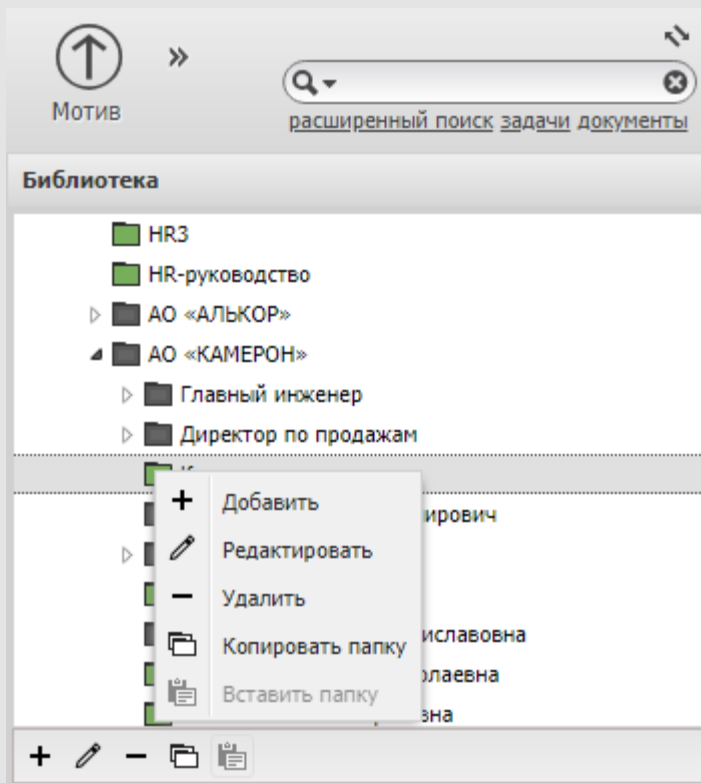 Мотив
»
расширенный поиск задачи документы
Библиотека
HR3
HR-руководство
АО «АЛЬКОР»
АО «КАМЕРОН»
Главный инженер
Директор по продажам
Добавить
ирович
Редактировать
Удалить
иславовна
Копировать папку
олаевна
Вставить папку
вна